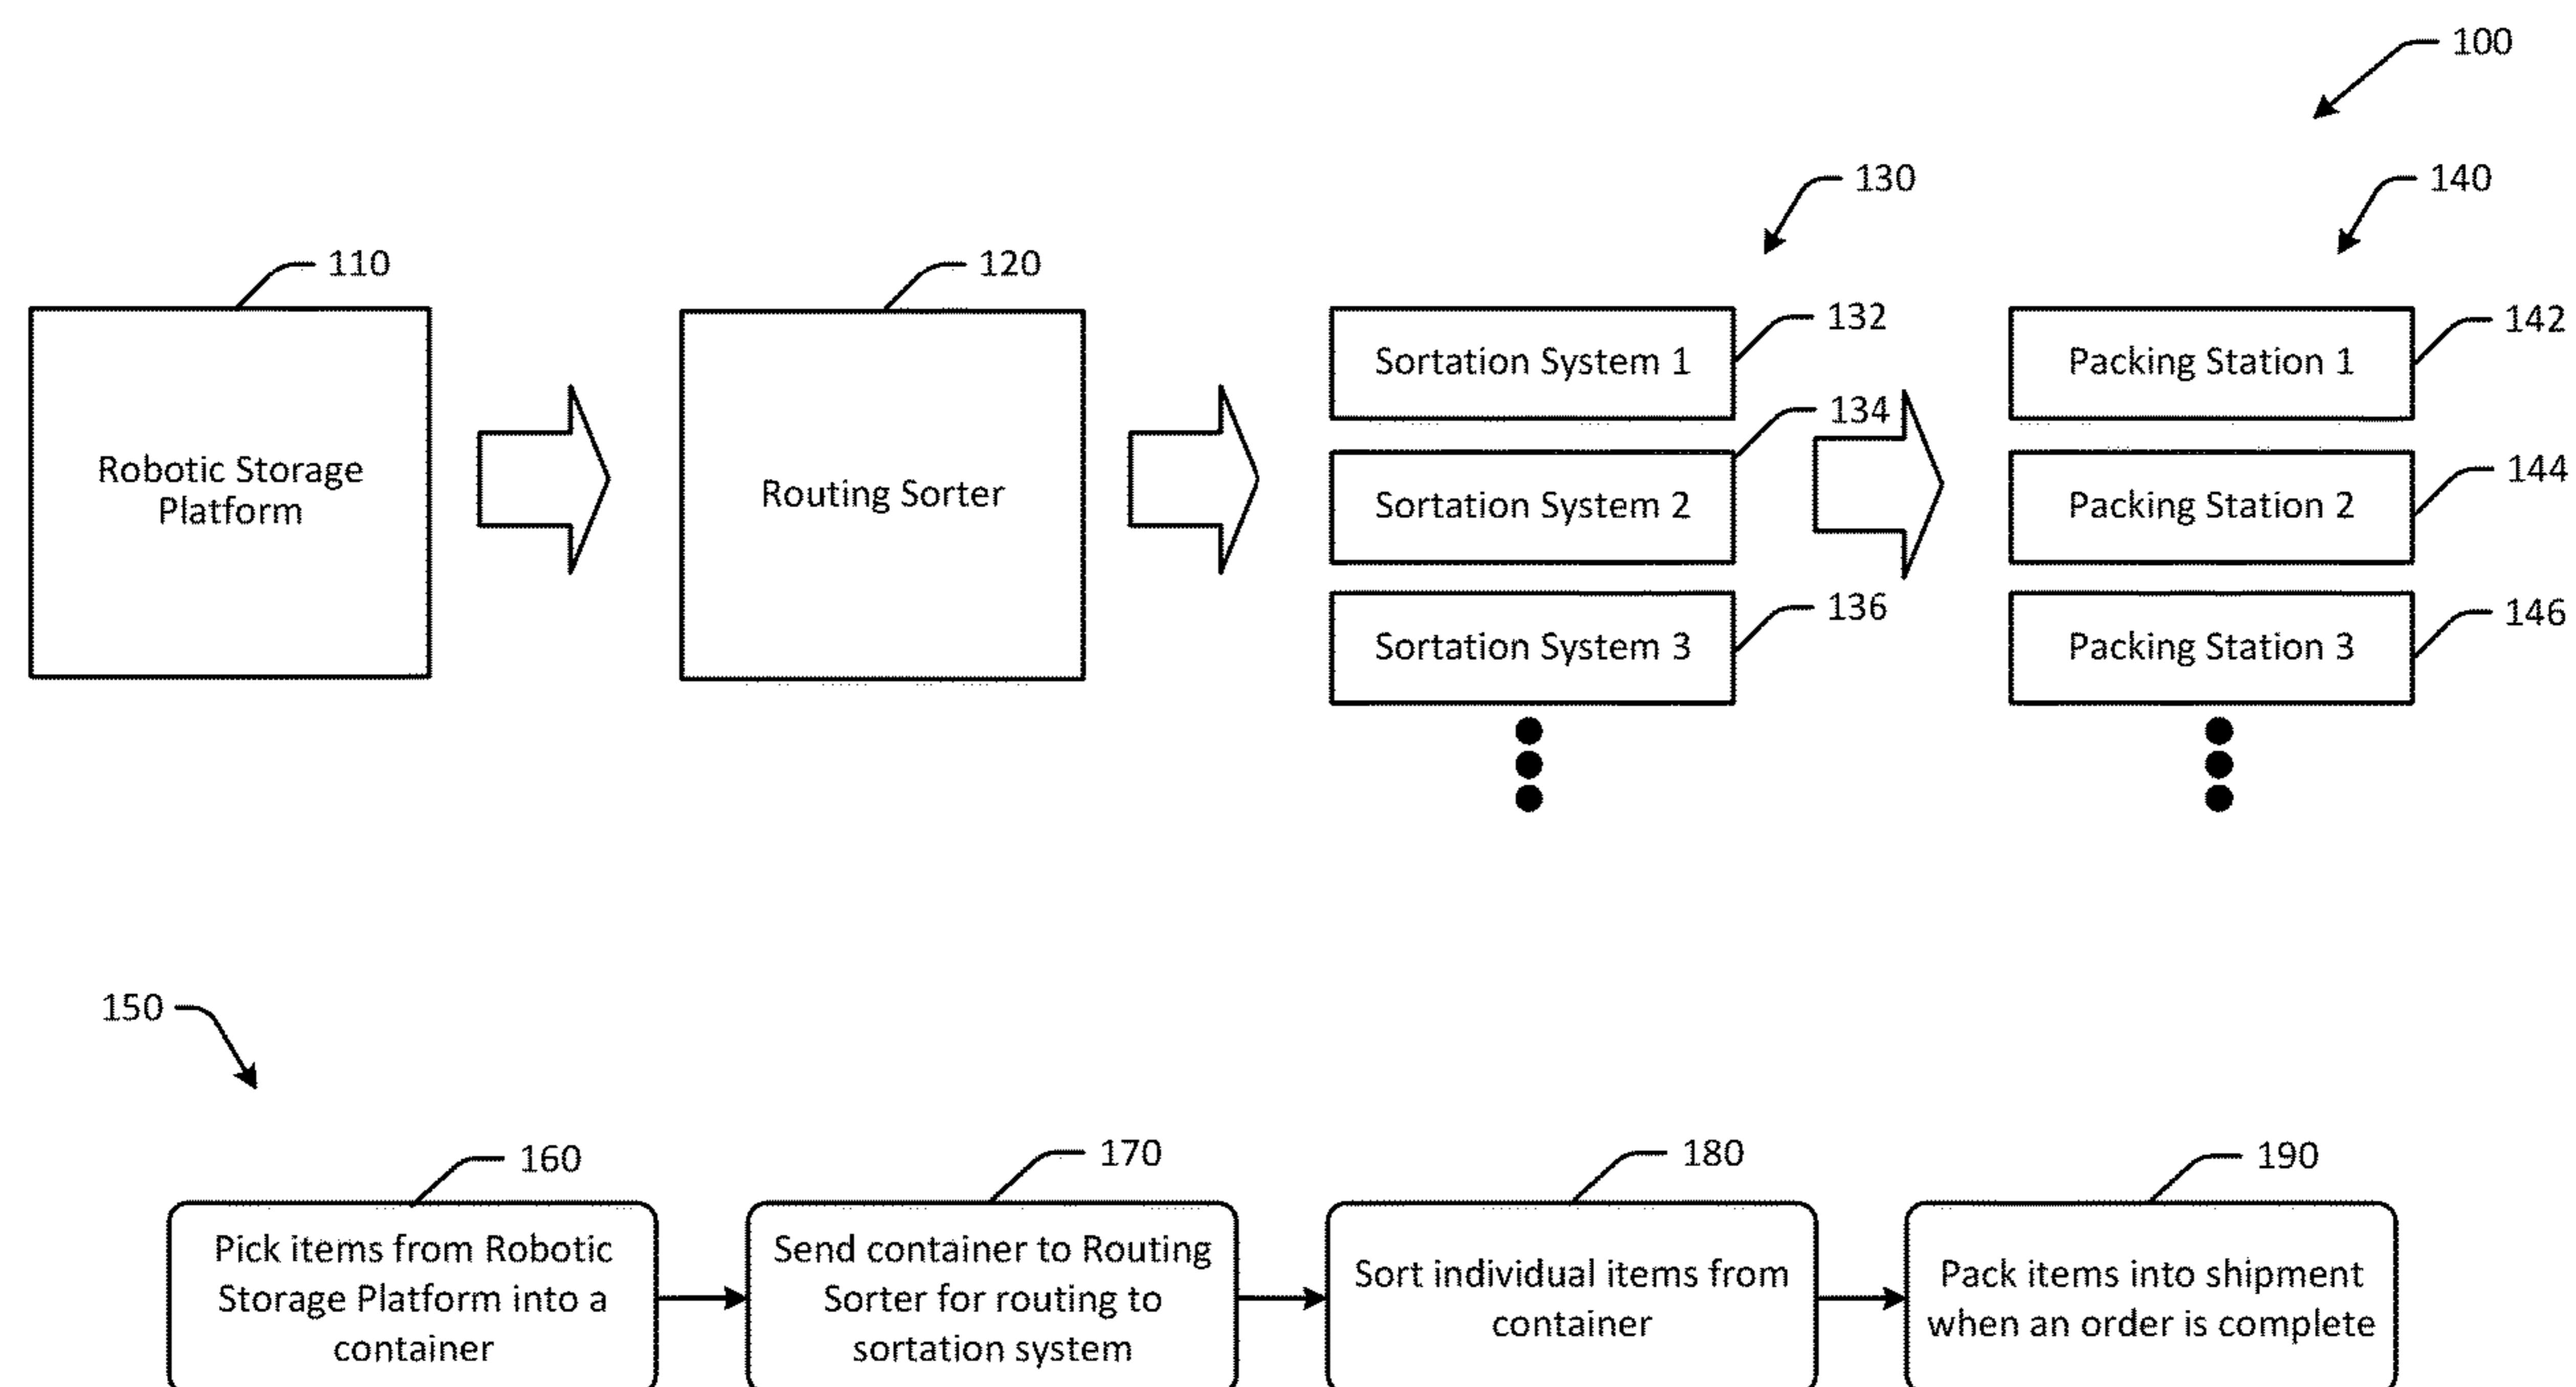 100
130
140
110
120
132
142
Robotic Storage
Platform
Routing Sorter
Sortation System 1
Packing Station 1
134
144
Sortation System 2
Packing Station 2
136
146
Sortation System 3
Packing Station 3
150
160
170
180
190
Pick items from Robotic
Storage Platform into a
container
Send container to Routing
Sorter for routing to
sortation system
Sort individual items from
container
Pack items into shipment
when an order is complete